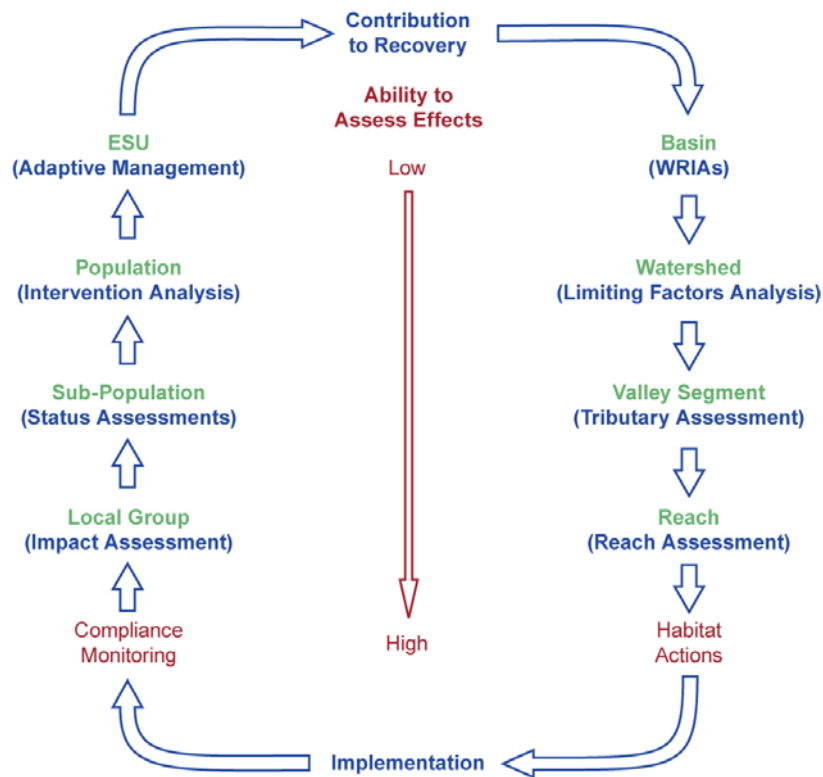 Contribution
to Recovery
Ability to
Assess Effects
ESU
(Adaptive Management)
Low
Basin
(WRIAs)
Population
(Intervention Analysis)
Watershed
(Limiting Factors Analysis)
Sub-Population
(Status Assessments)
Valley Segment
(Tributary Assessment)
Local Group
(Impact Assessment)
Reach
(Reach Assessment)
Compliance
Monitoring
High
Habitat
Actions
Implementation